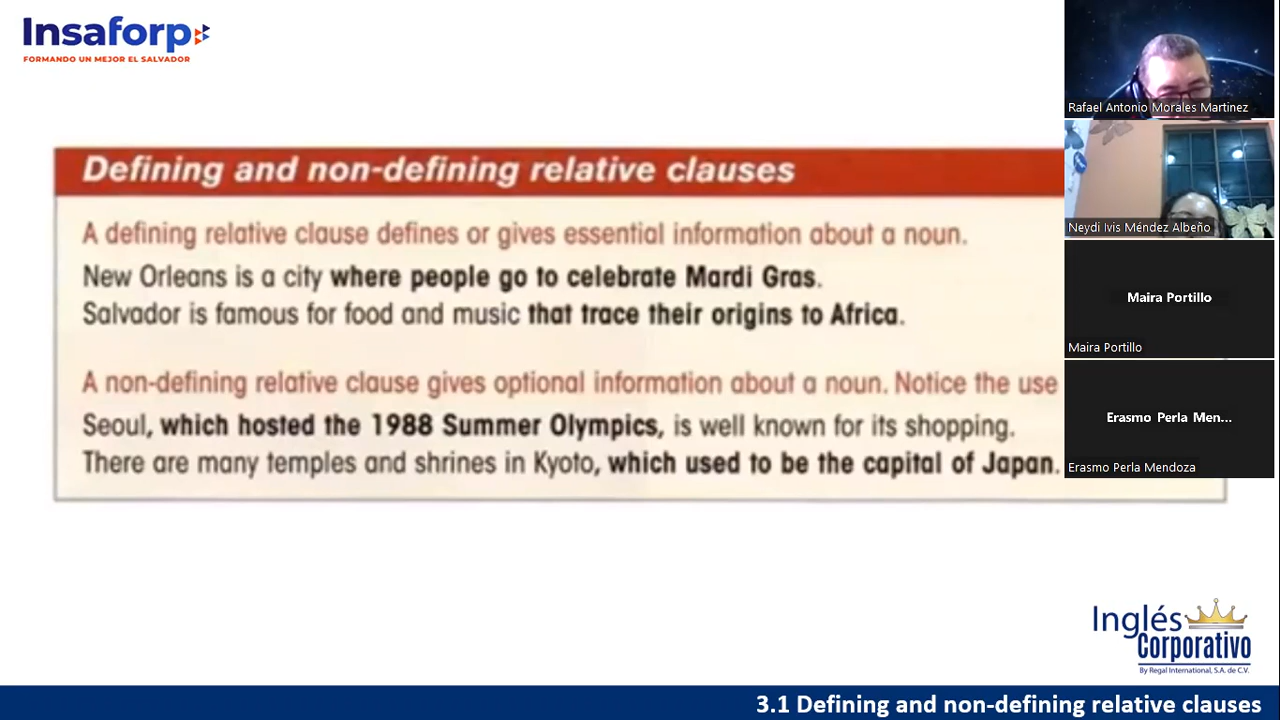 Insaforp
FORMANDO UN MEJOR EL SALVADOR
Defining and non-defining relative clauses
A defining relative clause defines or gives essential information about a noun.
New Orleans is a city where people go to celebrate Mardi Gras.
Salvador is famous for food and music that trace their origins to Africa.
A non-defining relative clause gives optional information about a noun. Notice the use
Seoul, which hosted the 1988 Summer Olympics, is well known for its shopping.
There are many temples and shrines in Kyoto, which used to be the capital of Japan.
Rafael Antonio Morales Martinez
Neydi Ivis Méndez Albeño
Maira Portillo
Maira Portillo
Erasmo Perla Men...
Erasmo Perla Mendoza
Inglés
Corporativo
By Regal International, S.A. de C.V.
3.1 Defining and non-defining relative clauses